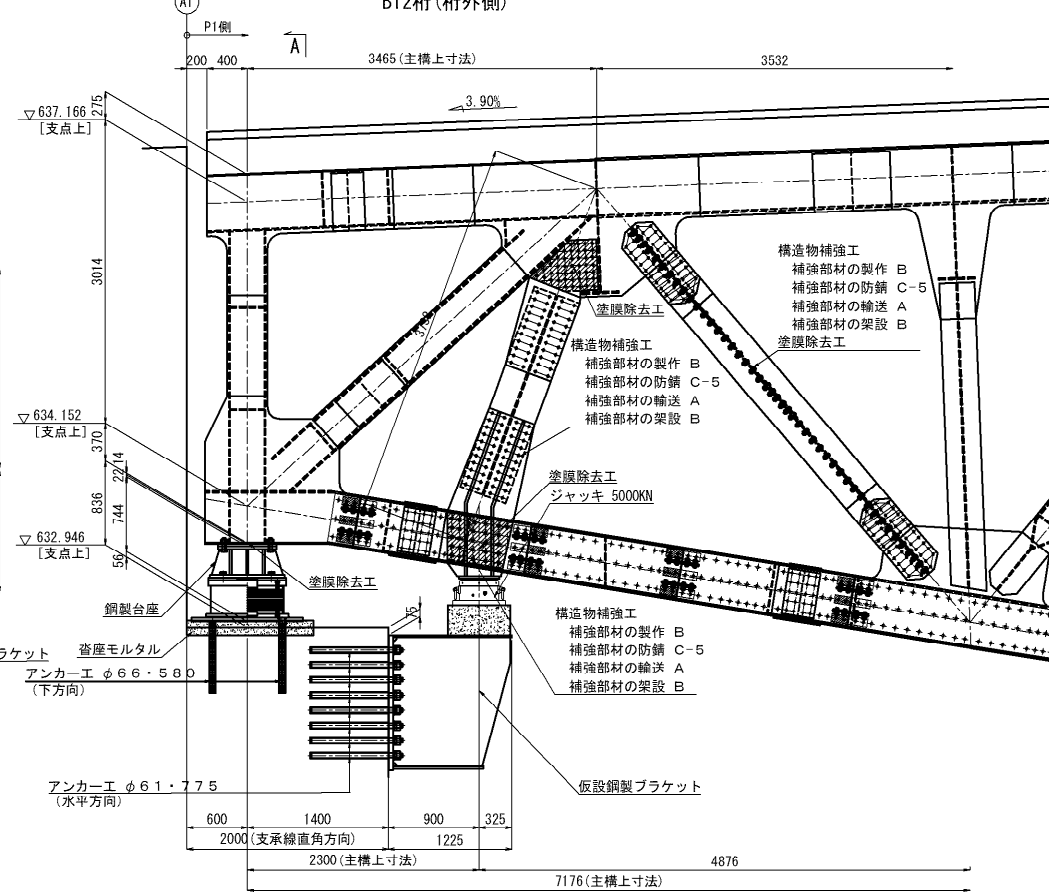 A1
B12桁(桁外側)
P1側
A
200
400
3465(主構上寸法)
3532
3.90%
275
▽637.166
[支点上]
3014
構造物補強工
補強部材の製作 B
補強部材の防錆 C-5
補強部材の輸送 A
補強部材の架設 B
塗膜除去工
塗膜除去工
構造物補強工
補強部材の製作 B
補強部材の防錆 C-5
補強部材の輸送 A
補強部材の架設 B
▽634.152
[支点上]
370
22
14
836
744
56
▽632.946
[支点上]
塗膜除去工
ジャッキ 5000KN
塗膜除去工
鋼製台座
75
構造物補強工
補強部材の製作 B
補強部材の防錆 C-5
補強部材の輸送 A
補強部材の架設 B
ラケット
沓座モルタル
アンカー工 φ66・580
(下方向)
アンカー工 φ61・775
(水平方向)
仮設鋼製ブラケット
600
1400
900
325
2000(支承線直角方向)
1225
2300(主構上寸法)
4876
7176(主構上寸法)